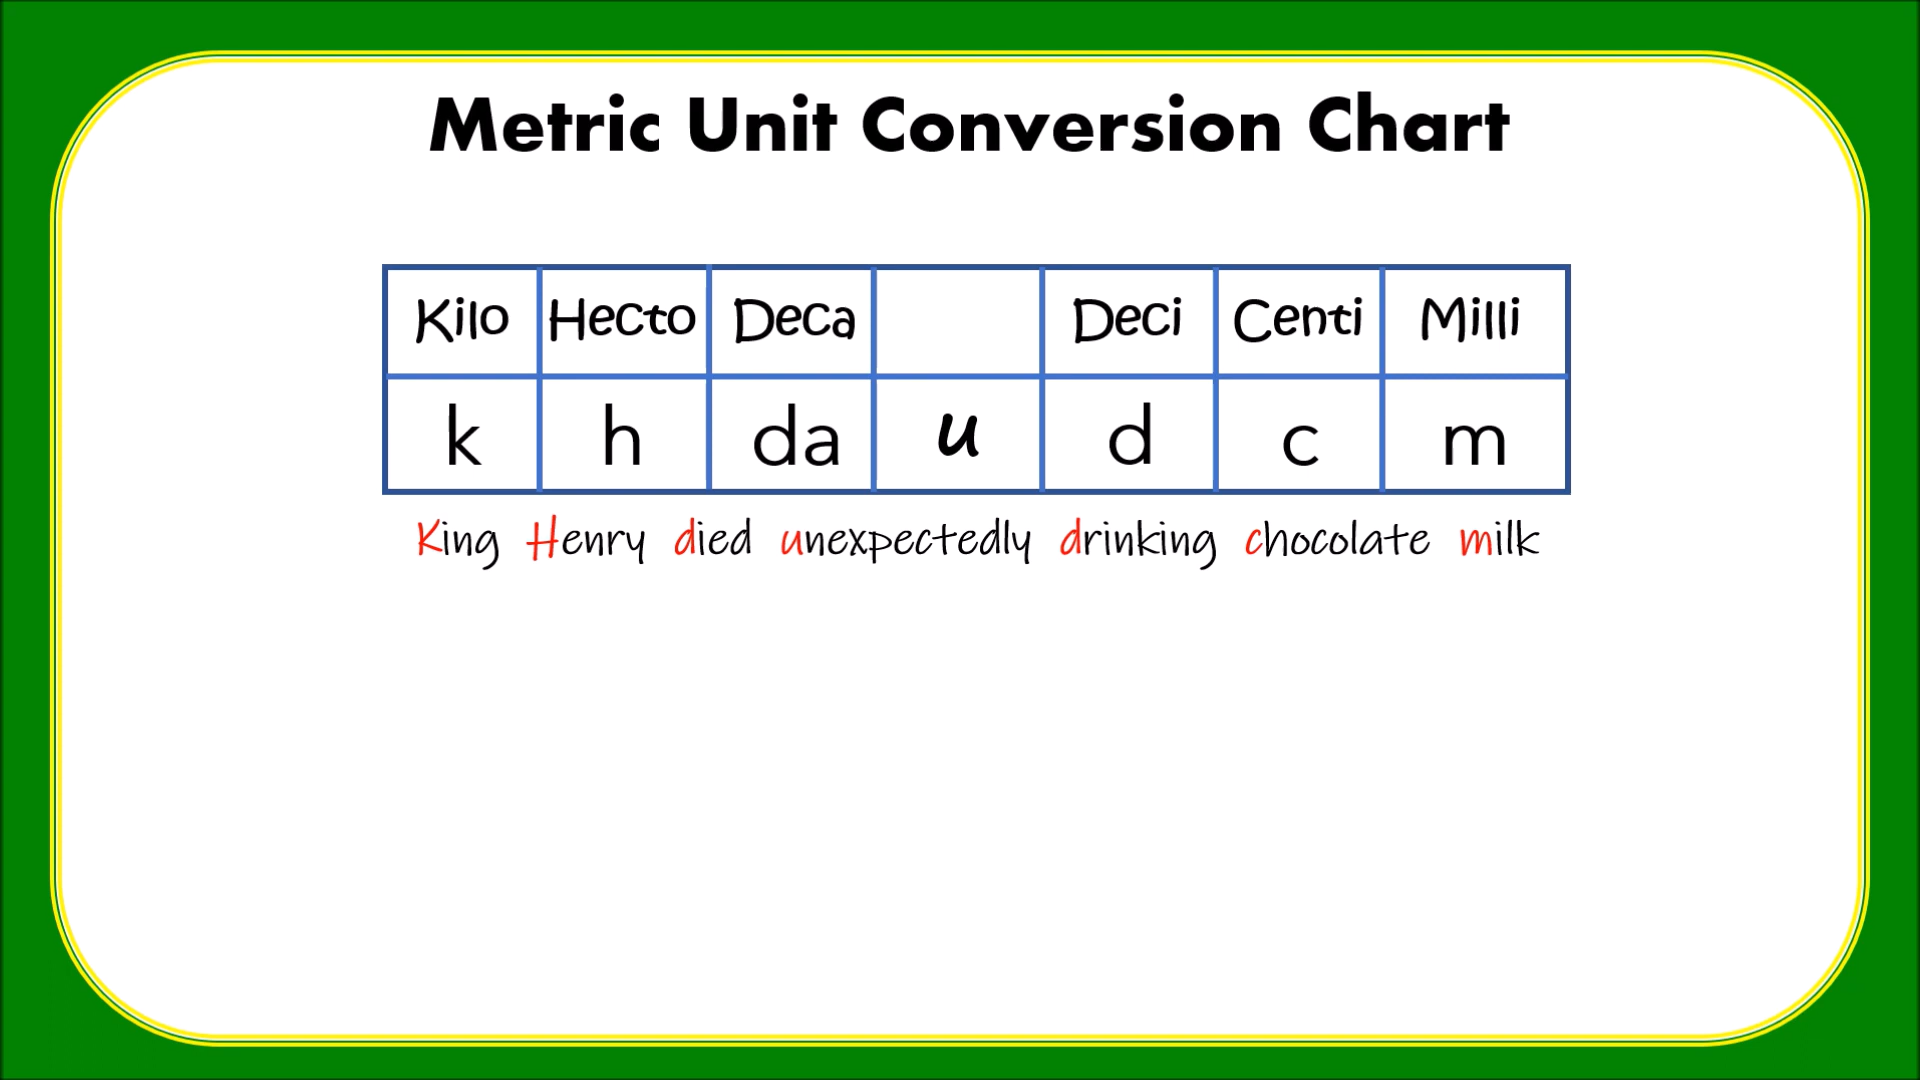 Metric Unit Conversion Chart
Kilo Hecto Deca Deci Centi Milli
k h da u d c m
King Henry died unexpectedly drinking chocolate milk